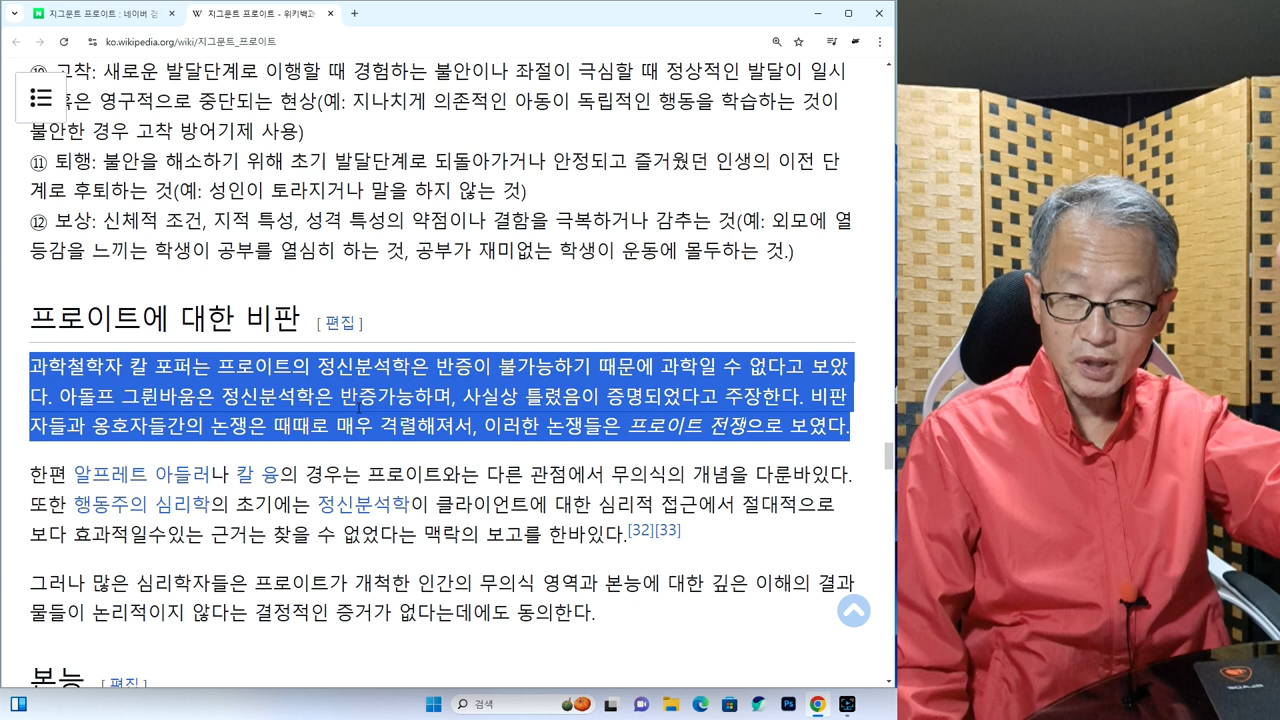 지그문트 프로이트 : 네이버 검
지그문트 프로이트 - 위키백과,
ko.wikipedia.org/wiki/지그문트_프로이트
고착: 새로운 발달단계로 이행할 때 경험하는 불안이나 좌절이 극심할 때 정상적인 발달이 일시
은 영구적으로 중단되는 현상(예: 지나치게 의존적인 아동이 독립적인 행동을 학습하는 것이
불안한 경우 고착 방어기제 사용)
⑪ 퇴행: 불안을 해소하기 위해 초기 발달단계로 되돌아가거나 안정되고 즐거웠던 인생의 이전 단
계로 후퇴하는 것(예: 성인이 토라지거나 말을 하지 않는 것)
⑫ 보상: 신체적 조건, 지적 특성, 성격 특성의 약점이나 결함을 극복하거나 감추는 것(예: 외모에 열
등감을 느끼는 학생이 공부를 열심히 하는 것, 공부가 재미없는 학생이 운동에 몰두하는 것.)
프로이트에 대한 비판 [ 편집 ]
과학철학자 칼 포퍼는 프로이트의 정신분석학은 반증이 불가능하기 때문에 과학일 수 없다고 보았
다. 아돌프 그륀바움은 정신분석학은 반증가능하며, 사실상 틀렸음이 증명되었다고 주장한다. 비판
자들과 옹호자들간의 논쟁은 때때로 매우 격렬해져서, 이러한 논쟁들은 프로이트 전쟁으로 보였다.
한편 알프레트 아들러나 칼 융의 경우는 프로이트와는 다른 관점에서 무의식의 개념을 다룬바있다.
또한 행동주의 심리학의 초기에는 정신분석학이 클라이언트에 대한 심리적 접근에서 절대적으로
보다 효과적일수있는 근거는 찾을 수 없었다는 맥락의 보고를 한바있다.[32][33]
그러나 많은 심리학자들은 프로이트가 개척한 인간의 무의식 영역과 본능에 대한 깊은 이해의 결과
물들이 논리적이지 않다는 결정적인 증거가 없다는데에도 동의한다.
본능 [ 편집 ]
검색